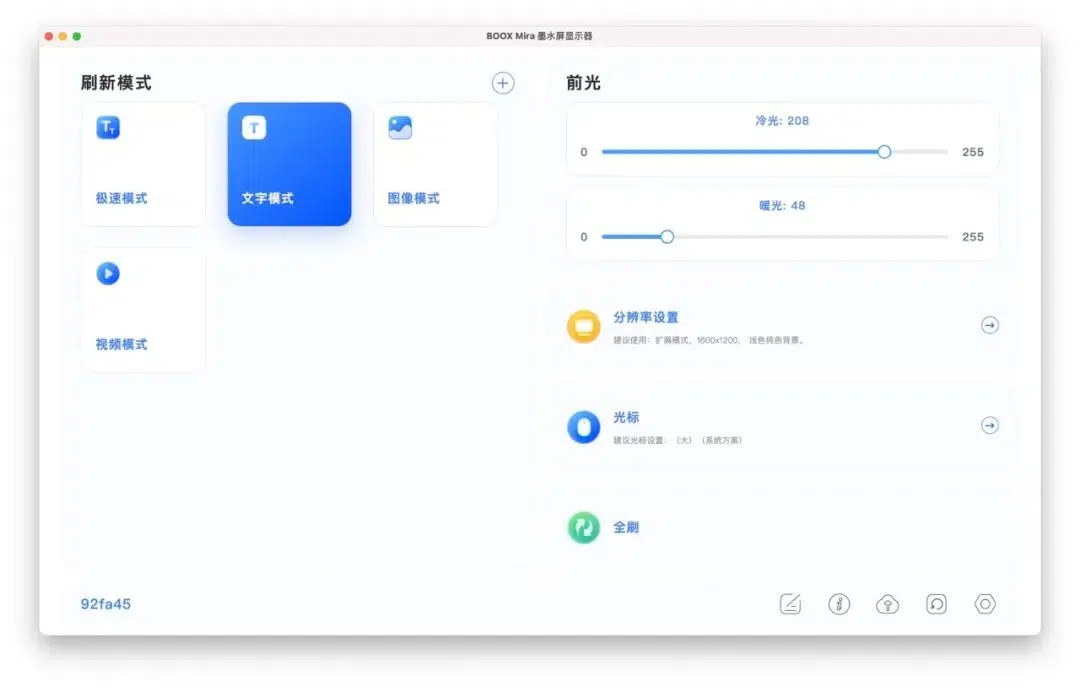 BOOX Mira 墨水屏显示器
刷新模式
极速模式
文字模式
图像模式
视频模式
前光
冷光: 208
0
255
暖光: 48
0
255
分辨率设置
建议使用：扩展模式，1600x1200， 浅色纯色背景。
光标
建议光标设置：（大）（系统方案）
全刷
92fa45